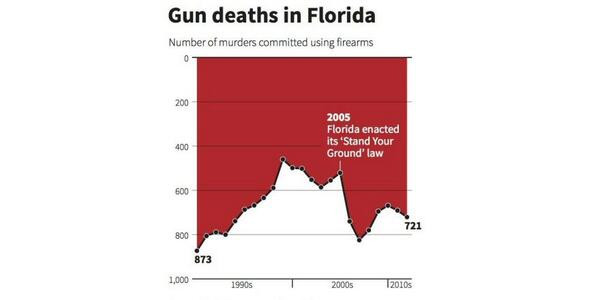 Gun deaths in Florida
Number of murders committed using firearms
0
200
2005
Florida enacted
its ‘Stand Your
Ground’ law
400
600
800
873
721
1,000
1990s
2000s
2010s